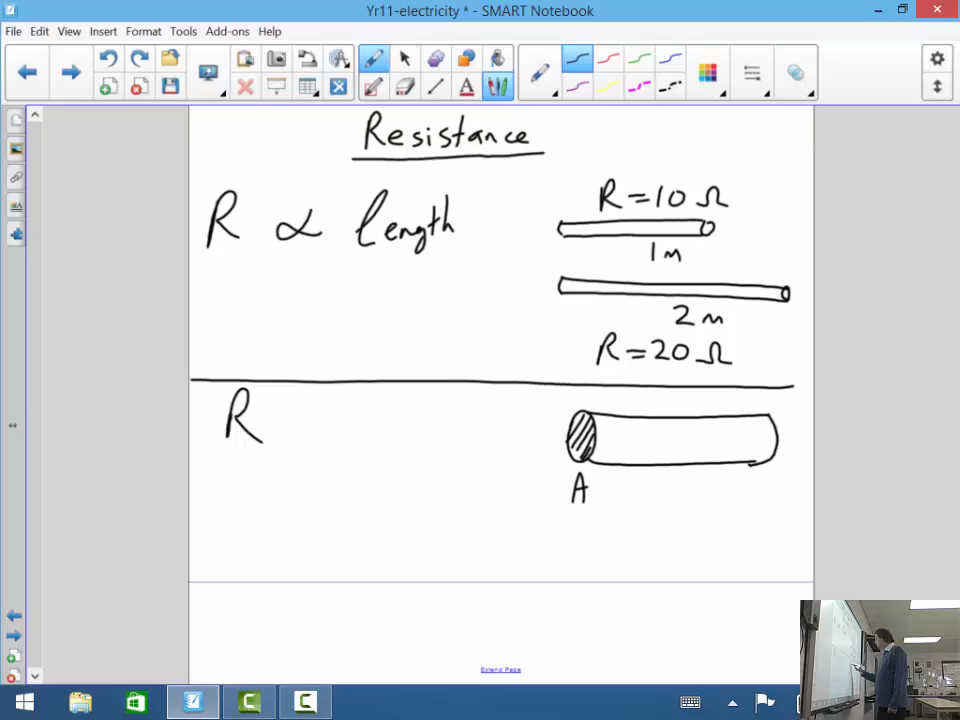 Yr11-electricity * - SMART Notebook
File Edit View Insert Format Tools Add-ons Help
Resistance
R ∝ length
R = 10 Ω
1 m
2 m
R = 20 Ω
R
A
Extend Page